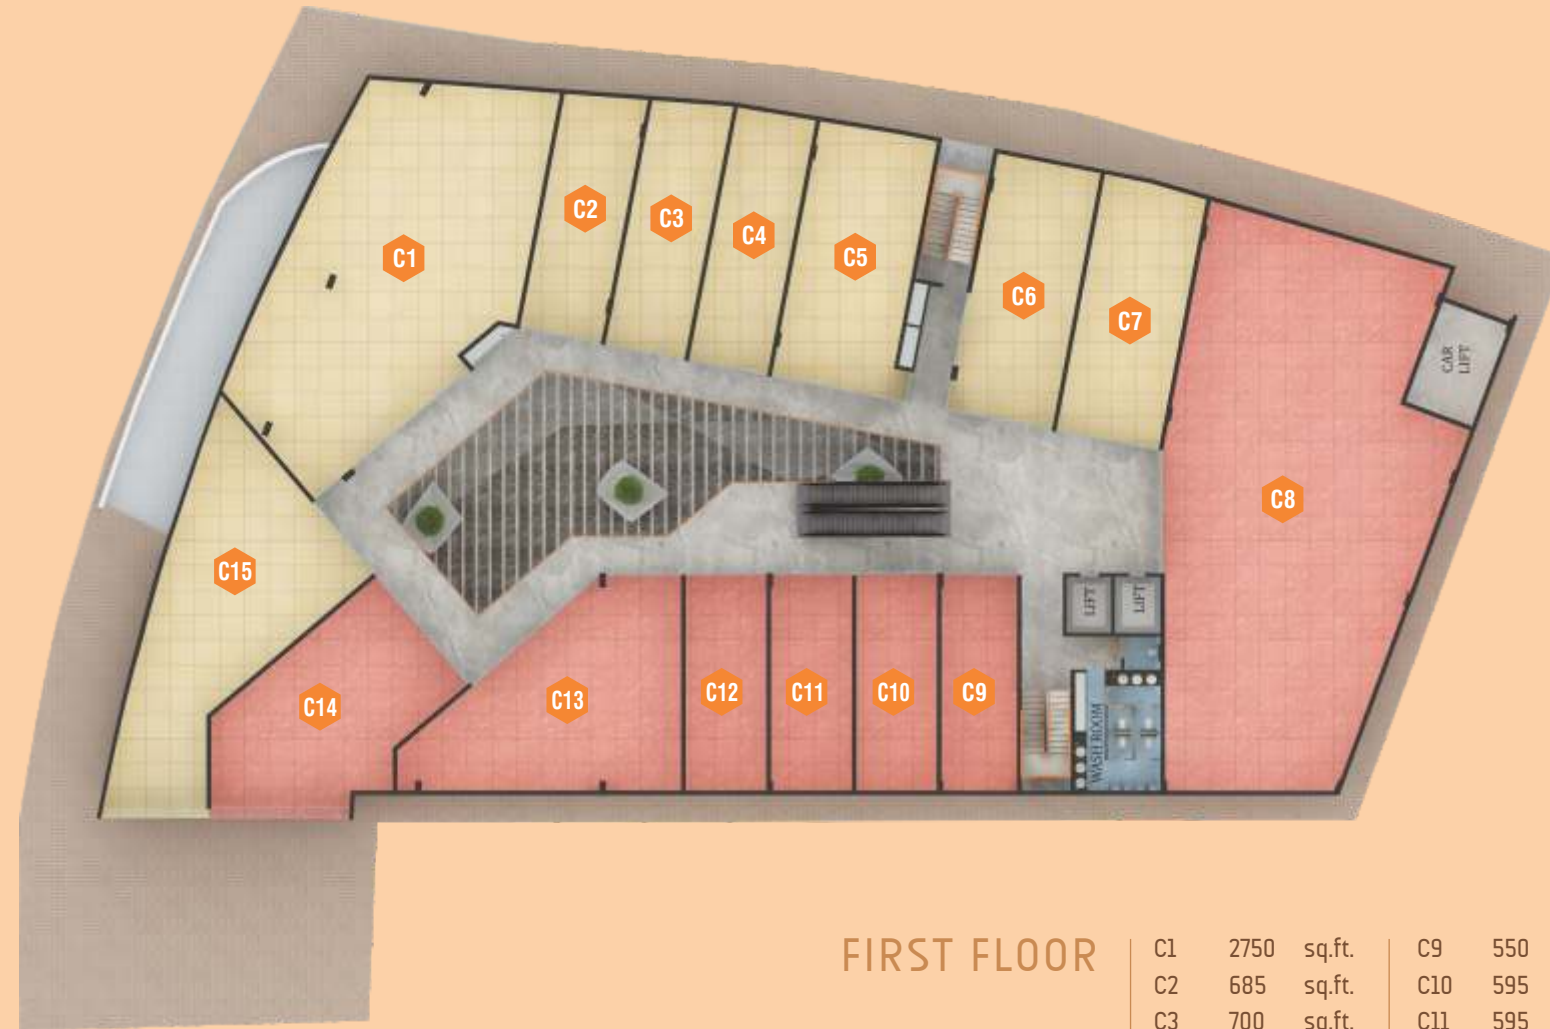 C1
C2
C3
C4
C5
C6
C7
C8
C9
C10
C11
C12
C13
C14
C15
CAR
LIFT
LIFT
LIFT
WASH ROOM
FIRST FLOOR
C1 2750 sq.ft. C9 550
C2 685 sq.ft. C10 595
C3 700 sq.ft. C11 595